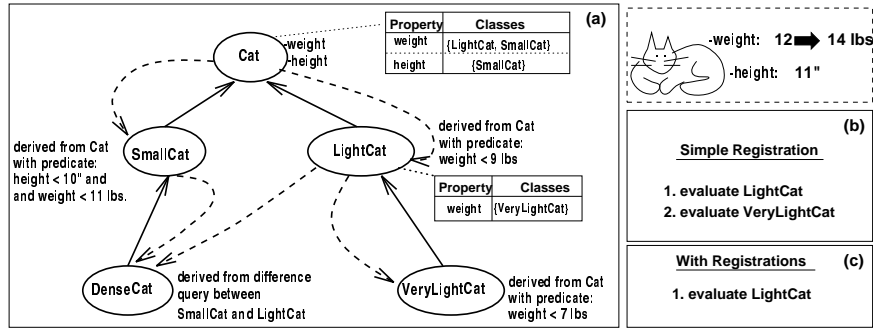 (a)
Property Classes
weight {LightCat, SmallCat}
height {SmallCat}
Cat
-weight
-height
SmallCat
derived from Cat
with predicate:
height < 10" and
and weight < 11 lbs.
LightCat
derived from Cat
with predicate:
weight < 9 lbs
Property Classes
weight {VeryLightCat}
DenseCat
derived from difference
query between
SmallCat and LightCat
VeryLightCat
derived from Cat
with predicate:
weight < 7 lbs
-weight: 12 14 lbs
-height: 11"
(b)
Simple Registration
1. evaluate LightCat
2. evaluate VeryLightCat
(c)
With Registrations
1. evaluate LightCat